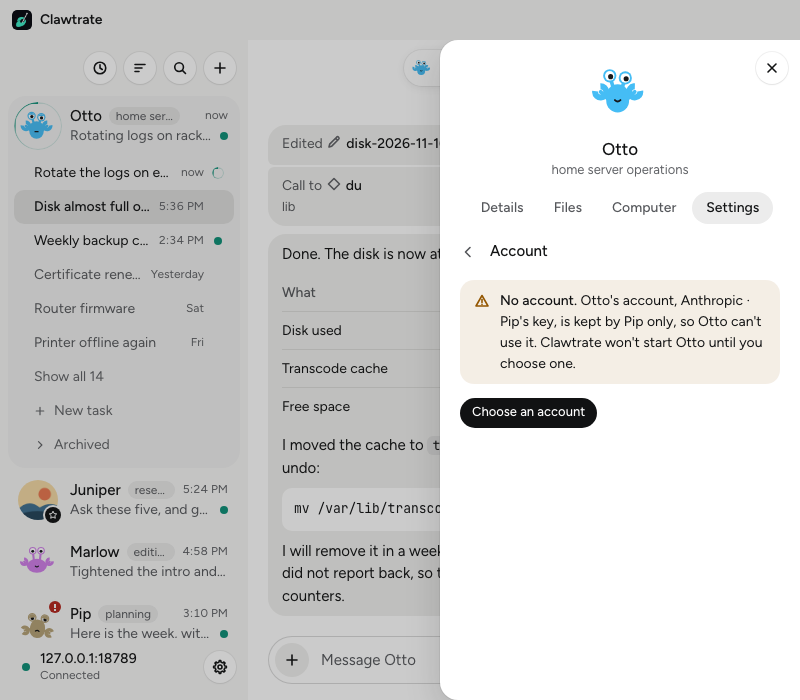 Clawtrate
Otto home ser... now
Rotating logs on rack...
Rotate the logs on e... now
Disk almost full o... 5:36 PM
Weekly backup c... 2:34 PM
Certificate rene... Yesterday
Router firmware Sat
Printer offline again Fri
Show all 14
New task
Archived
Juniper rese... 5:24 PM
Ask these five, and g...
Marlow editi... 4:58 PM
Tightened the intro and...
Pip planning 3:10 PM
Here is the week. wit...
127.0.0.1:18789
Connected
Edited disk-2026-11-1
Call to du
lib
Done. The disk is now at
What
Disk used
Transcode cache
Free space
I moved the cache to
undo:
mv /var/lib/transco
I will remove it in a week
did not report back, so
counters.
Message Otto
Otto
home server operations
Details Files Computer Settings
Account
No account. Otto's account, Anthropic ·
Pip's key, is kept by Pip only, so Otto can't
use it. Clawtrate won't start Otto until you
choose one.
Choose an account